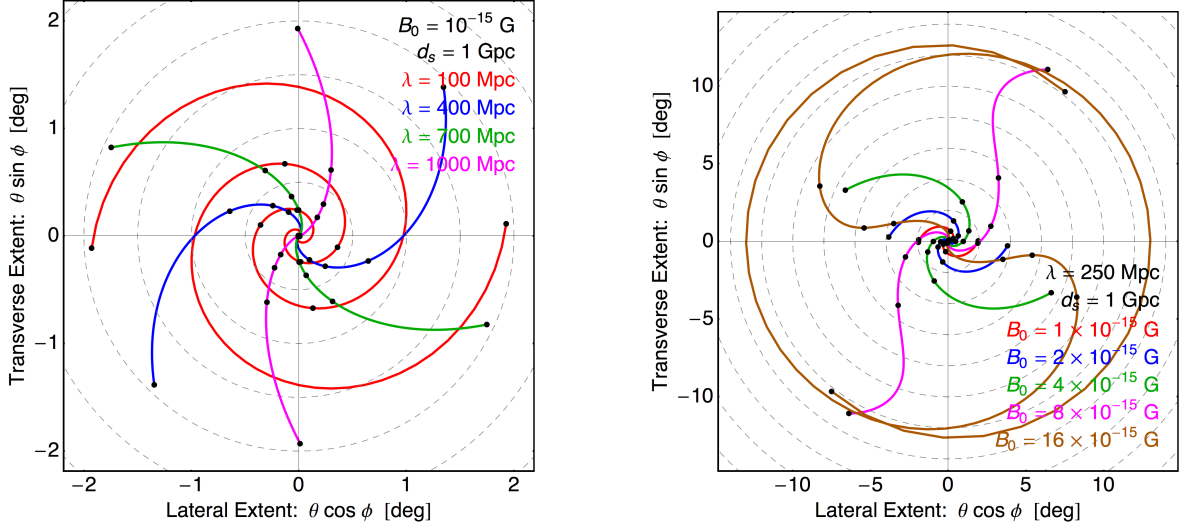 B₀ = 10⁻¹⁵ G
dₛ = 1 Gpc
λ = 100 Mpc
λ = 400 Mpc
λ = 700 Mpc
λ = 1000 Mpc
2
1
0
−1
−2
−2
−1
0
1
2
Transverse Extent: θ sin ϕ [deg]
Lateral Extent: θ cos ϕ [deg]
10
5
0
−5
−10
−10
−5
0
5
10
Transverse Extent: θ sin ϕ [deg]
Lateral Extent: θ cos ϕ [deg]
λ = 250 Mpc
dₛ = 1 Gpc
B₀ = 1 × 10⁻¹⁵ G
B₀ = 2 × 10⁻¹⁵ G
B₀ = 4 × 10⁻¹⁵ G
B₀ = 8 × 10⁻¹⁵ G
B₀ = 16 × 10⁻¹⁵ G